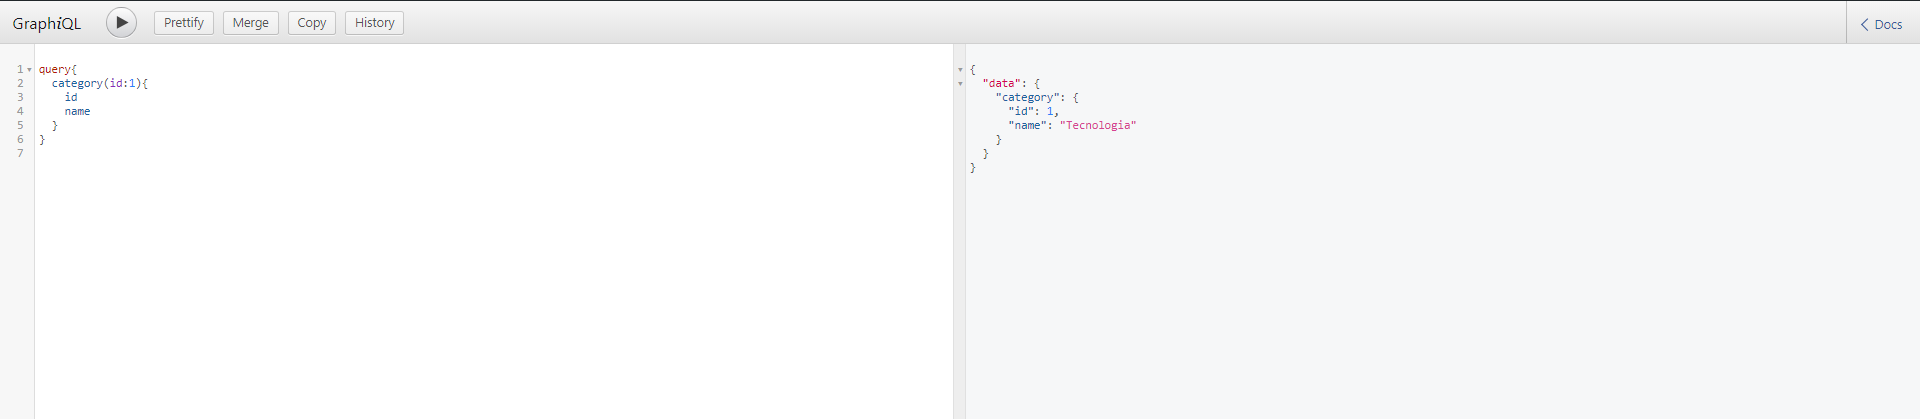 GraphiQL Prettify Merge Copy History Docs
1 query{
2 category(id:1){
3 id
4 name
5 }
6 }
7
{
"data": {
"category": {
"id": 1,
"name": "Tecnologia"
}
}
}